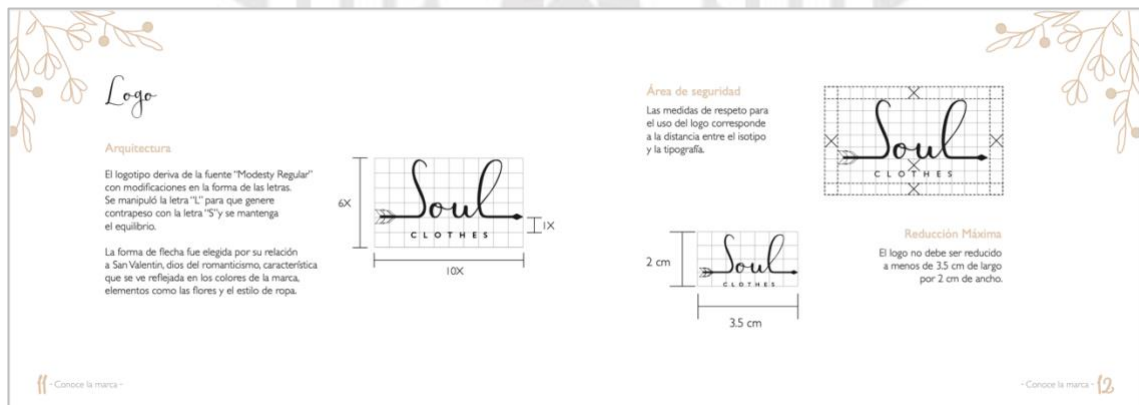 Logo
Arquitectura
El logotipo deriva de la fuente "Modesty Regular"
con modificaciones en la forma de las letras.
Se manipuló la letra "L" para que genere
contrapeso con la letra "S"y se mantenga
el equilibrio.
La forma de flecha fue elegida por su relación
a San Valentin, dios del romanticismo, característica
que se ve reflejada en los colores de la marca,
elementos como las flores y el estilo de ropa.
6X
Soul
CLOTHES
1X
10X
11 - Conoce la marca -
Área de seguridad
Las medidas de respeto para
el uso del logo corresponde
a la distancia entre el isotipo
y la tipografía.
X
X
X
Soul
X
CLOTHES
X
2 cm
Soul
CLOTHES
3.5 cm
Reducción Máxima
El logo no debe ser reducido
a menos de 3.5 cm de largo
por 2 cm de ancho.
- Conoce la marca - 12